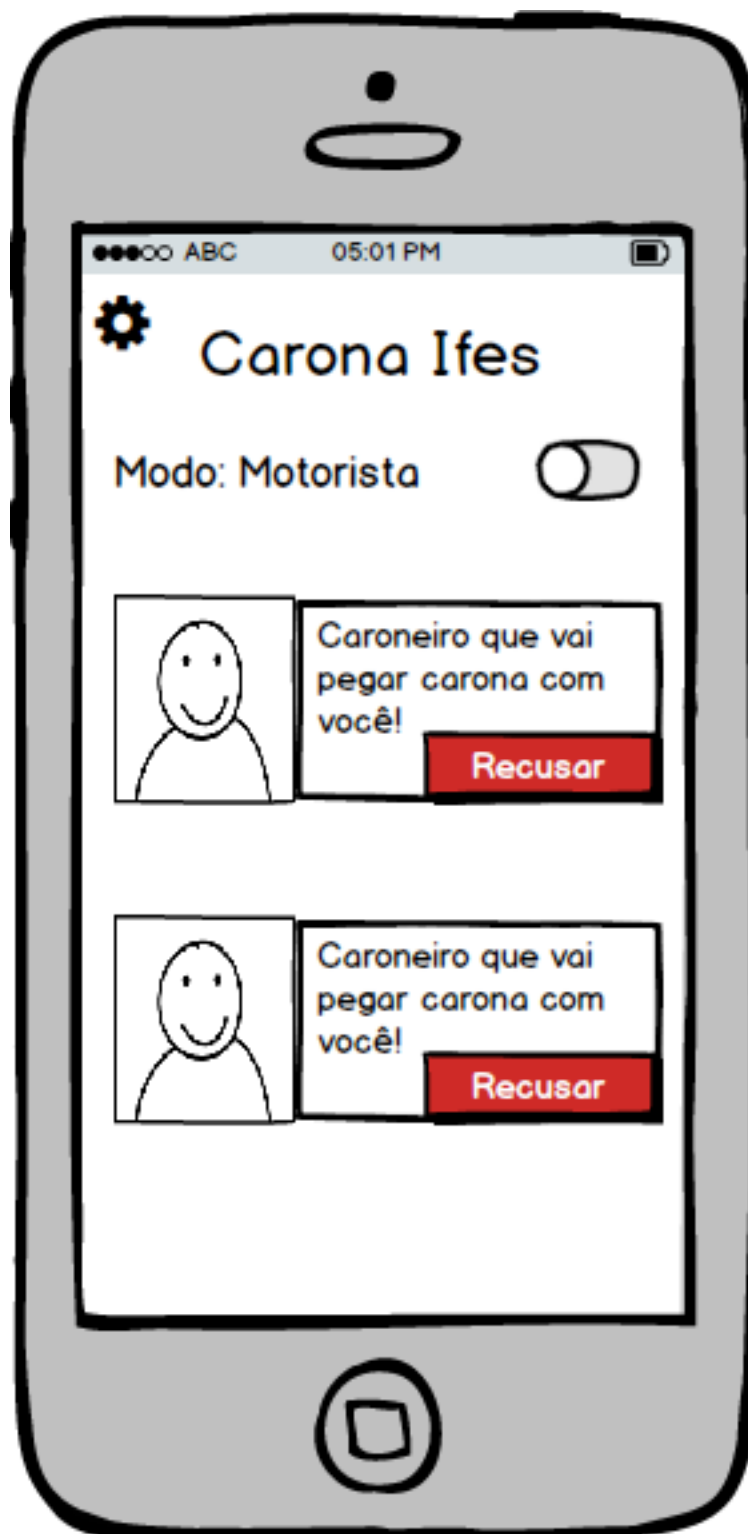 ABC 05:01 PM
Carona Ifes
Modo: Motorista
Caroneiro que vai
pegar carona com
você!
Recusar
Caroneiro que vai
pegar carona com
você!
Recusar